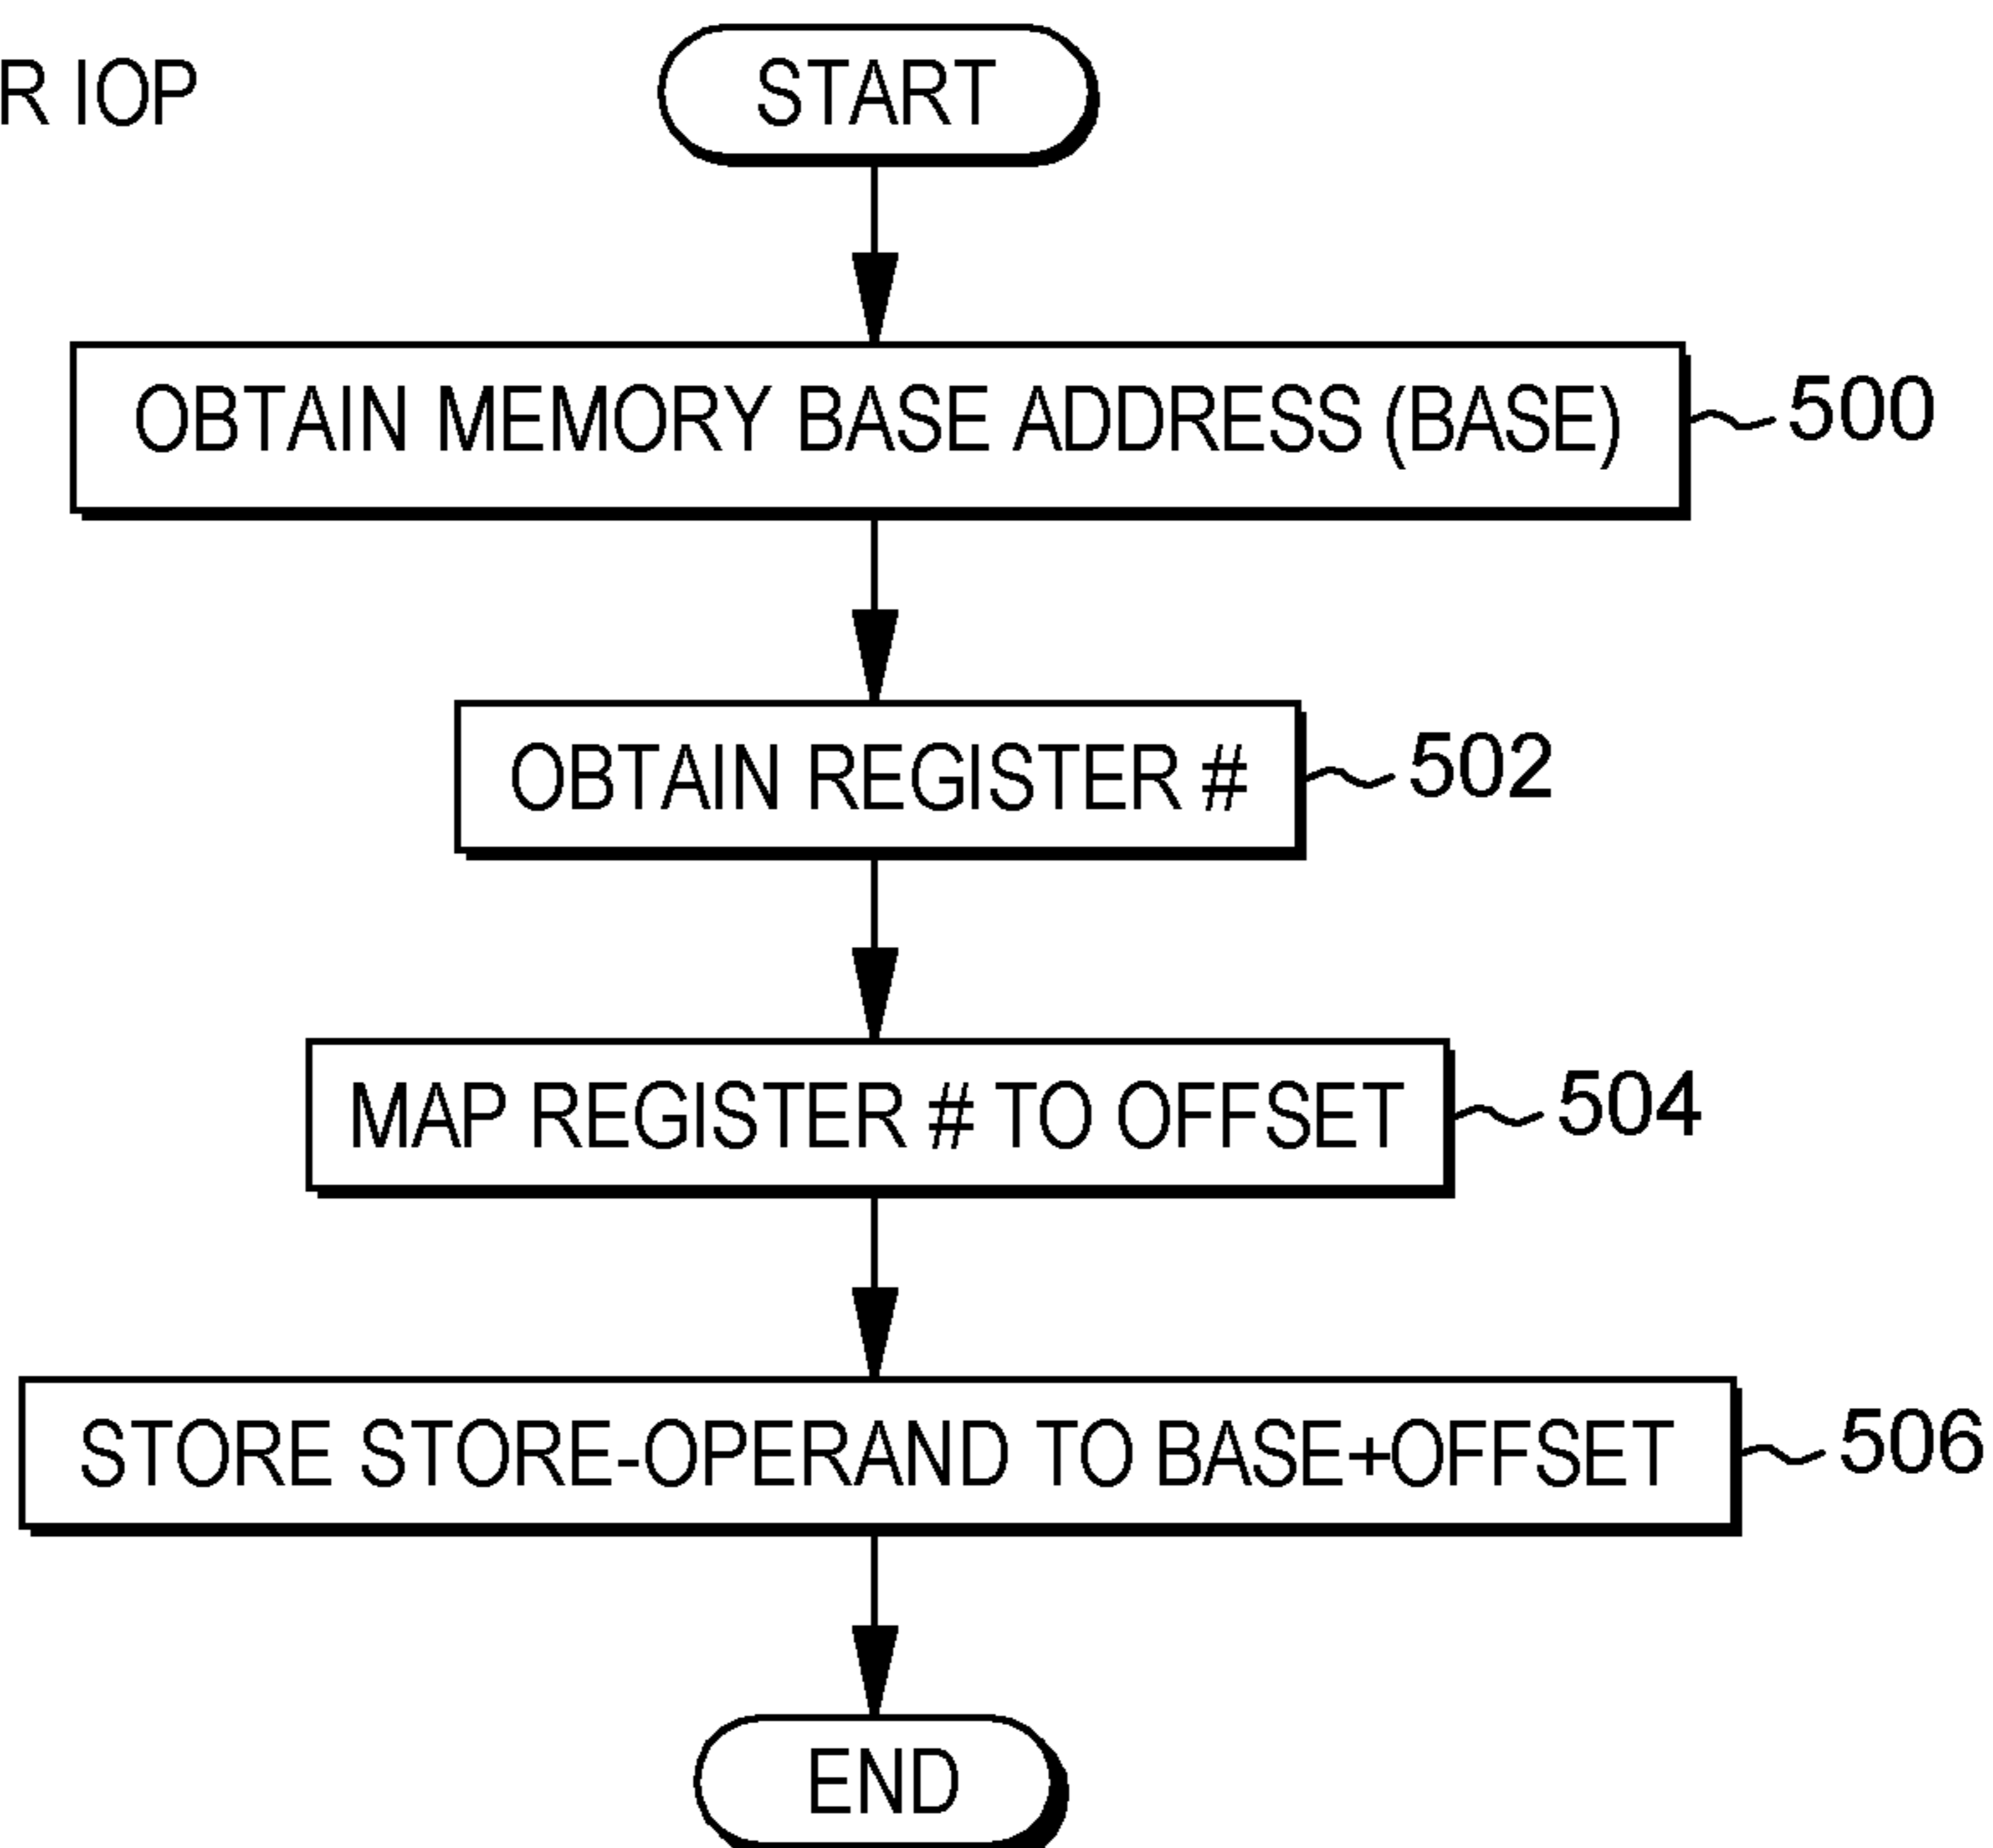 R IOP
START
OBTAIN MEMORY BASE ADDRESS (BASE)
500
OBTAIN REGISTER #
502
MAP REGISTER # TO OFFSET
504
STORE STORE-OPERAND TO BASE+OFFSET
506
END